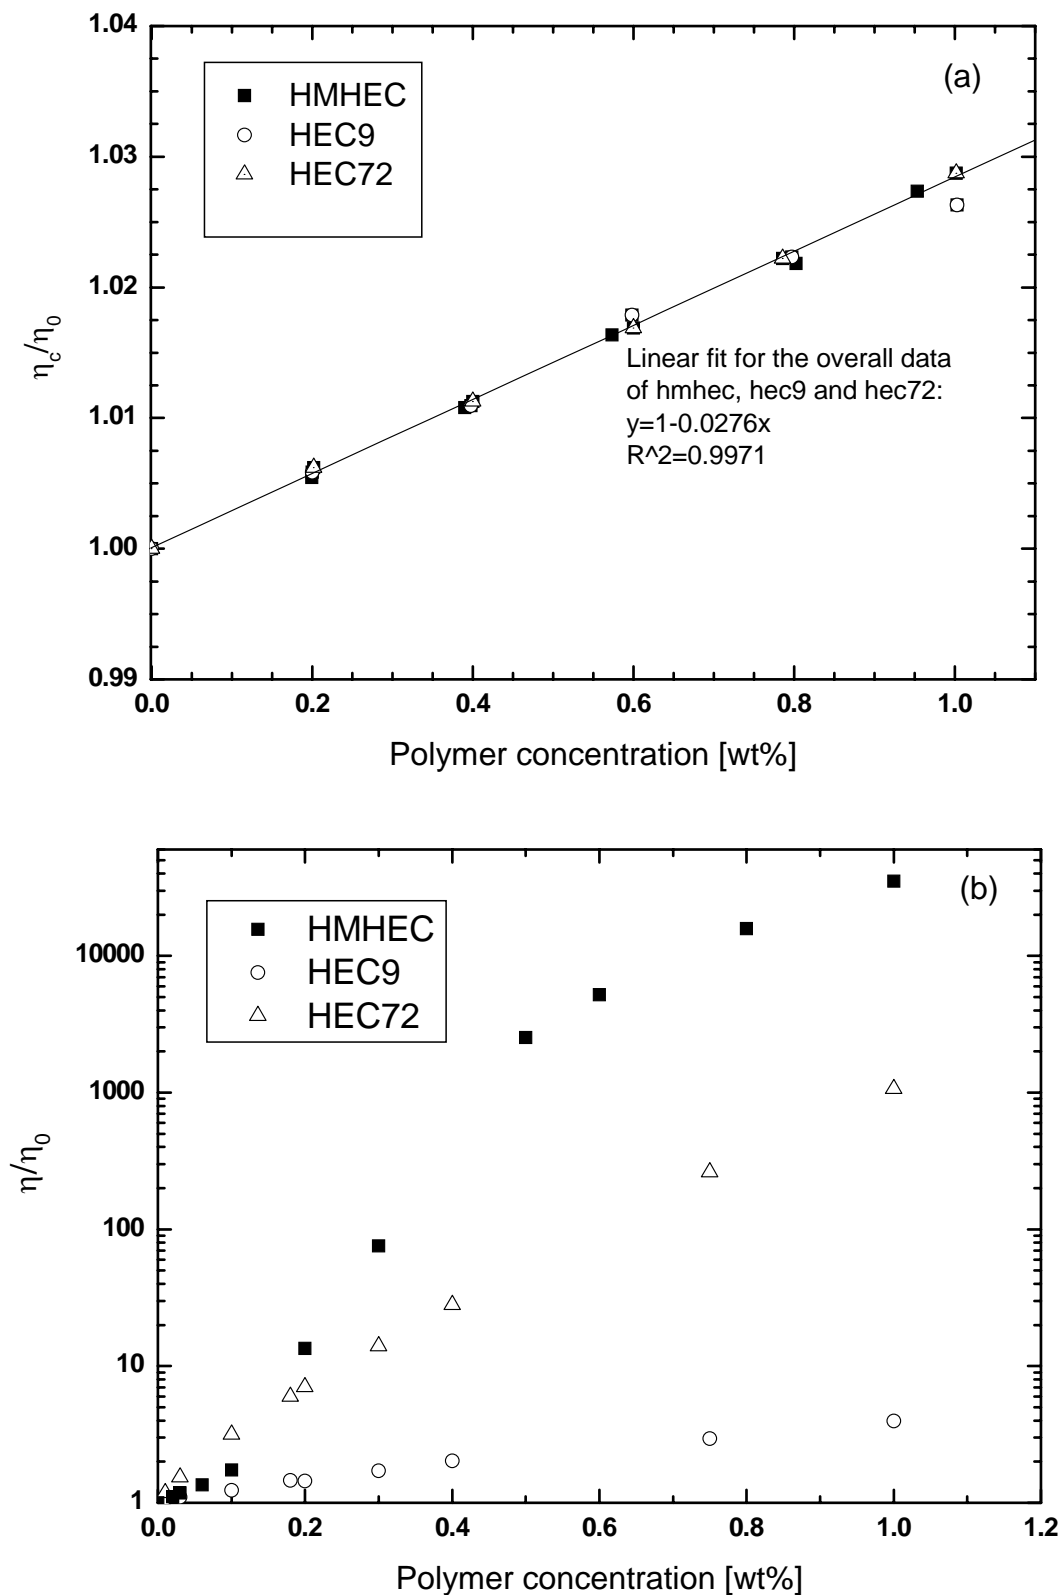 1.04
(a)
HMHEC
HEC9
HEC72
1.03
1.02
ηc/η0
Linear fit for the overall data
of hmhec, hec9 and hec72:
y=1-0.0276x
R^2=0.9971
1.01
1.00
0.99
0.0 0.2 0.4 0.6 0.8 1.0
Polymer concentration [wt%]
(b)
HMHEC
HEC9
HEC72
10000
1000
η/η0
100
10
1
0.0 0.2 0.4 0.6 0.8 1.0 1.2
Polymer concentration [wt%]